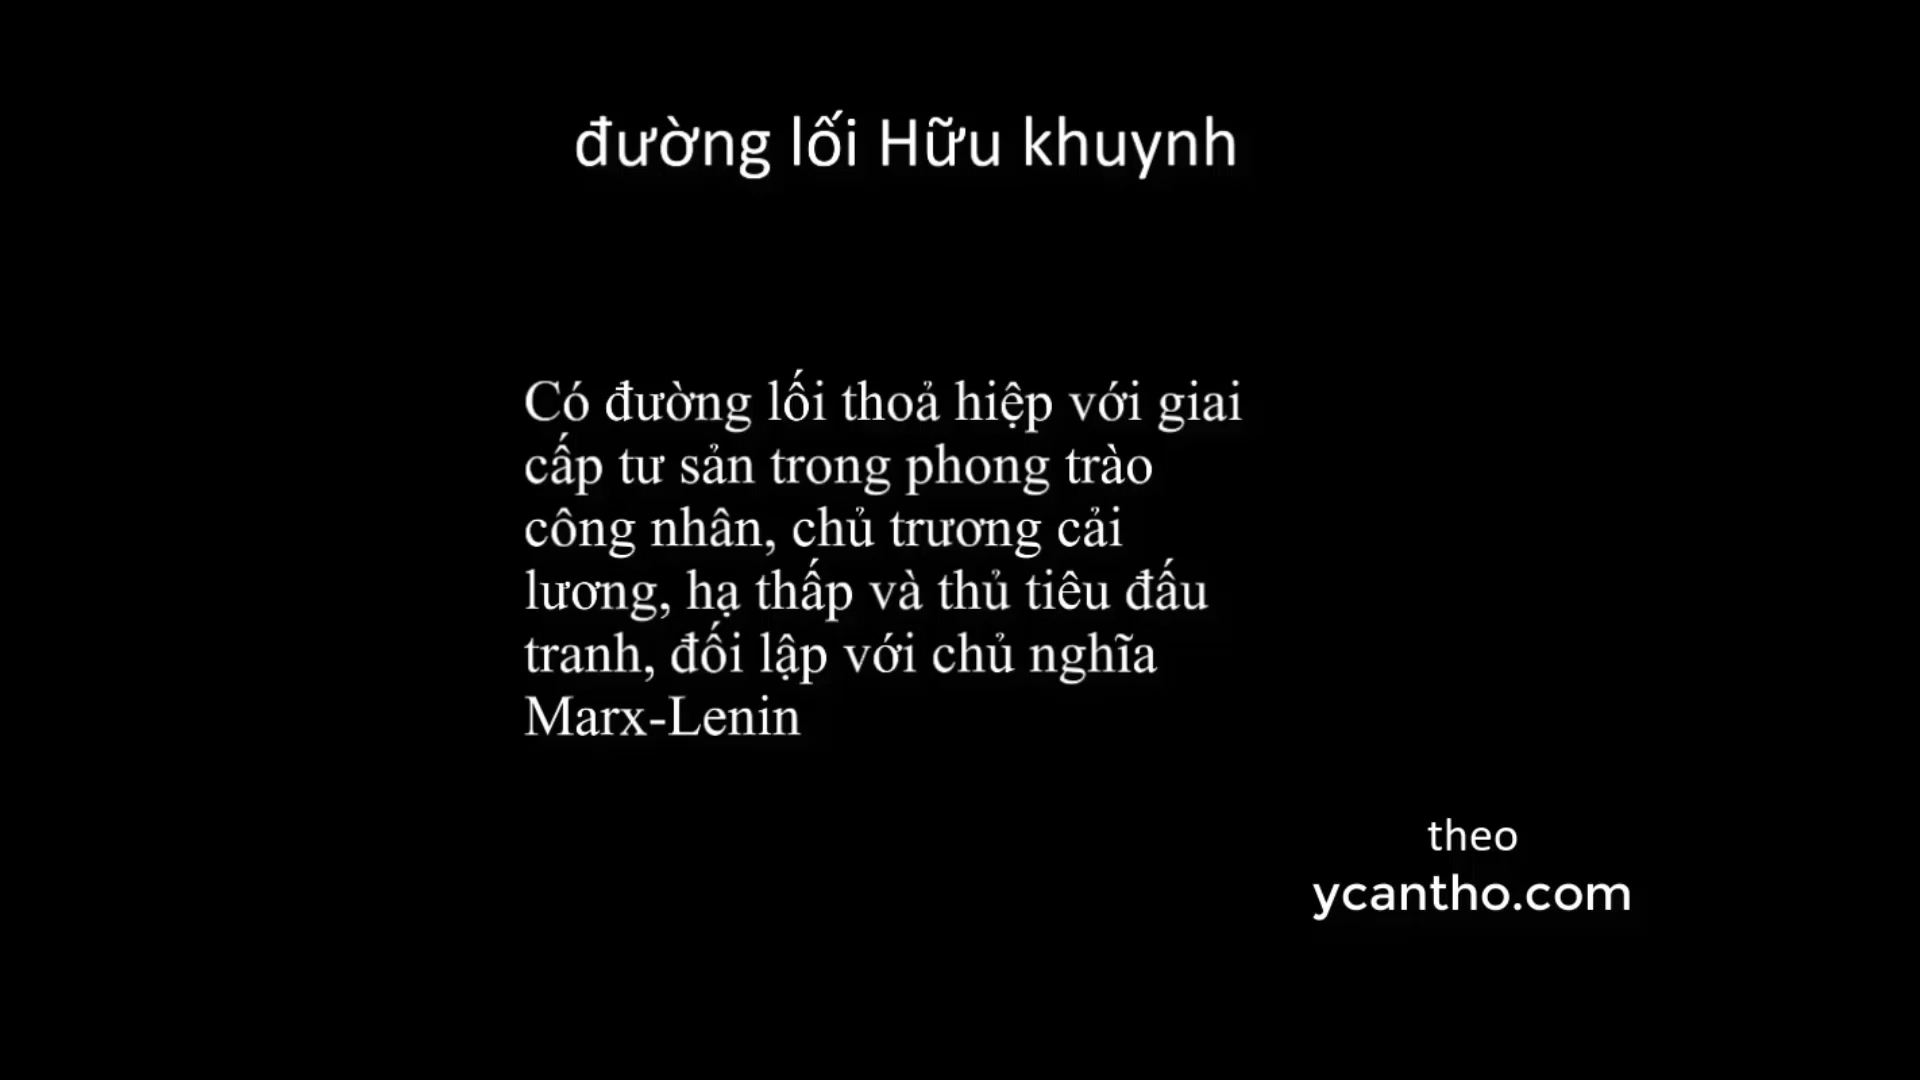 đường lối Hữu khuynh
Có đường lối thoả hiệp với giai
cấp tư sản trong phong trào
công nhân, chủ trương cải
lương, hạ thấp và thủ tiêu đấu
tranh, đối lập với chủ nghĩa
Marx-Lenin
theo
ycantho.com